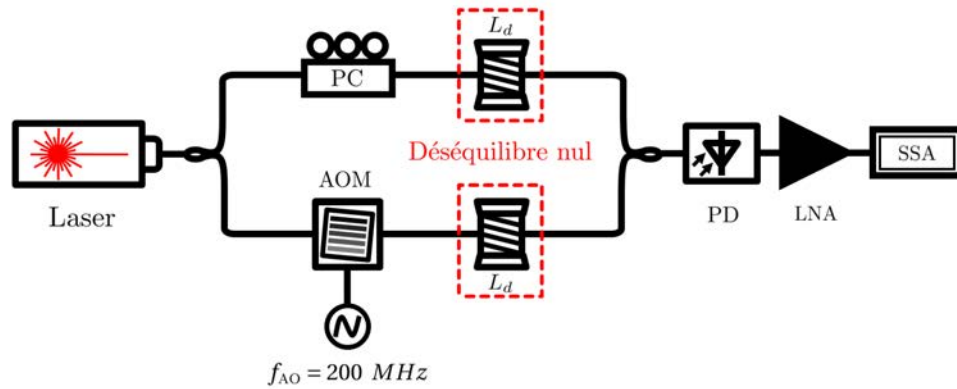 L_d
PC
Déséquilibre nul
Laser
AOM
L_d
f_AO = 200 MHz
PD
LNA
SSA